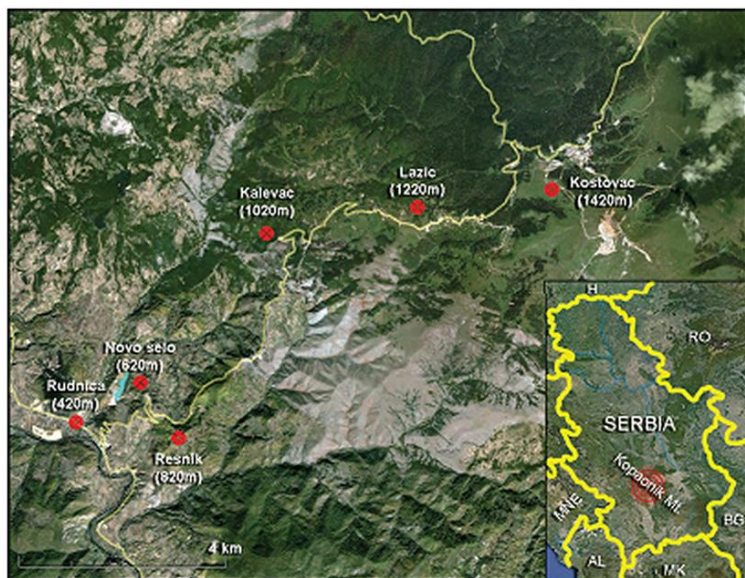 Lazic
(1220m)
Kostovac
(1420m)
Kalevac
(1020m)
Novo selo
(620m)
Rudnica
(420m)
Resnik
(820m)
4 km
H
RO
SERBIA
Kopaonik Mt.
MNE
BG
AL
MK